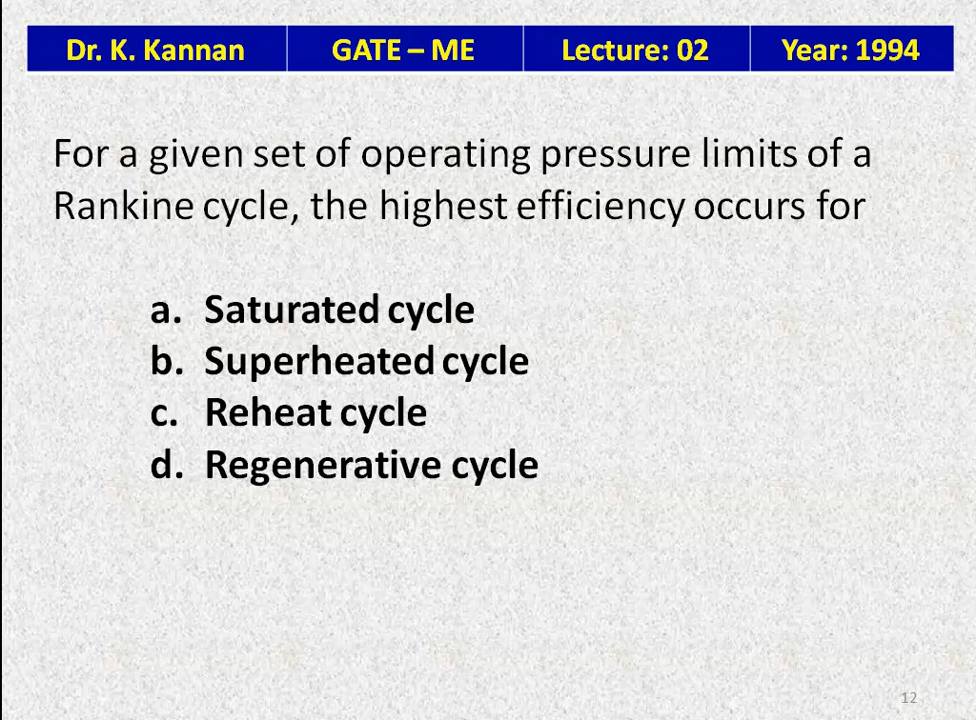 Dr. K. Kannan GATE – ME Lecture: 02 Year: 1994
For a given set of operating pressure limits of a
Rankine cycle, the highest efficiency occurs for
a. Saturated cycle
b. Superheated cycle
c. Reheat cycle
d. Regenerative cycle
12